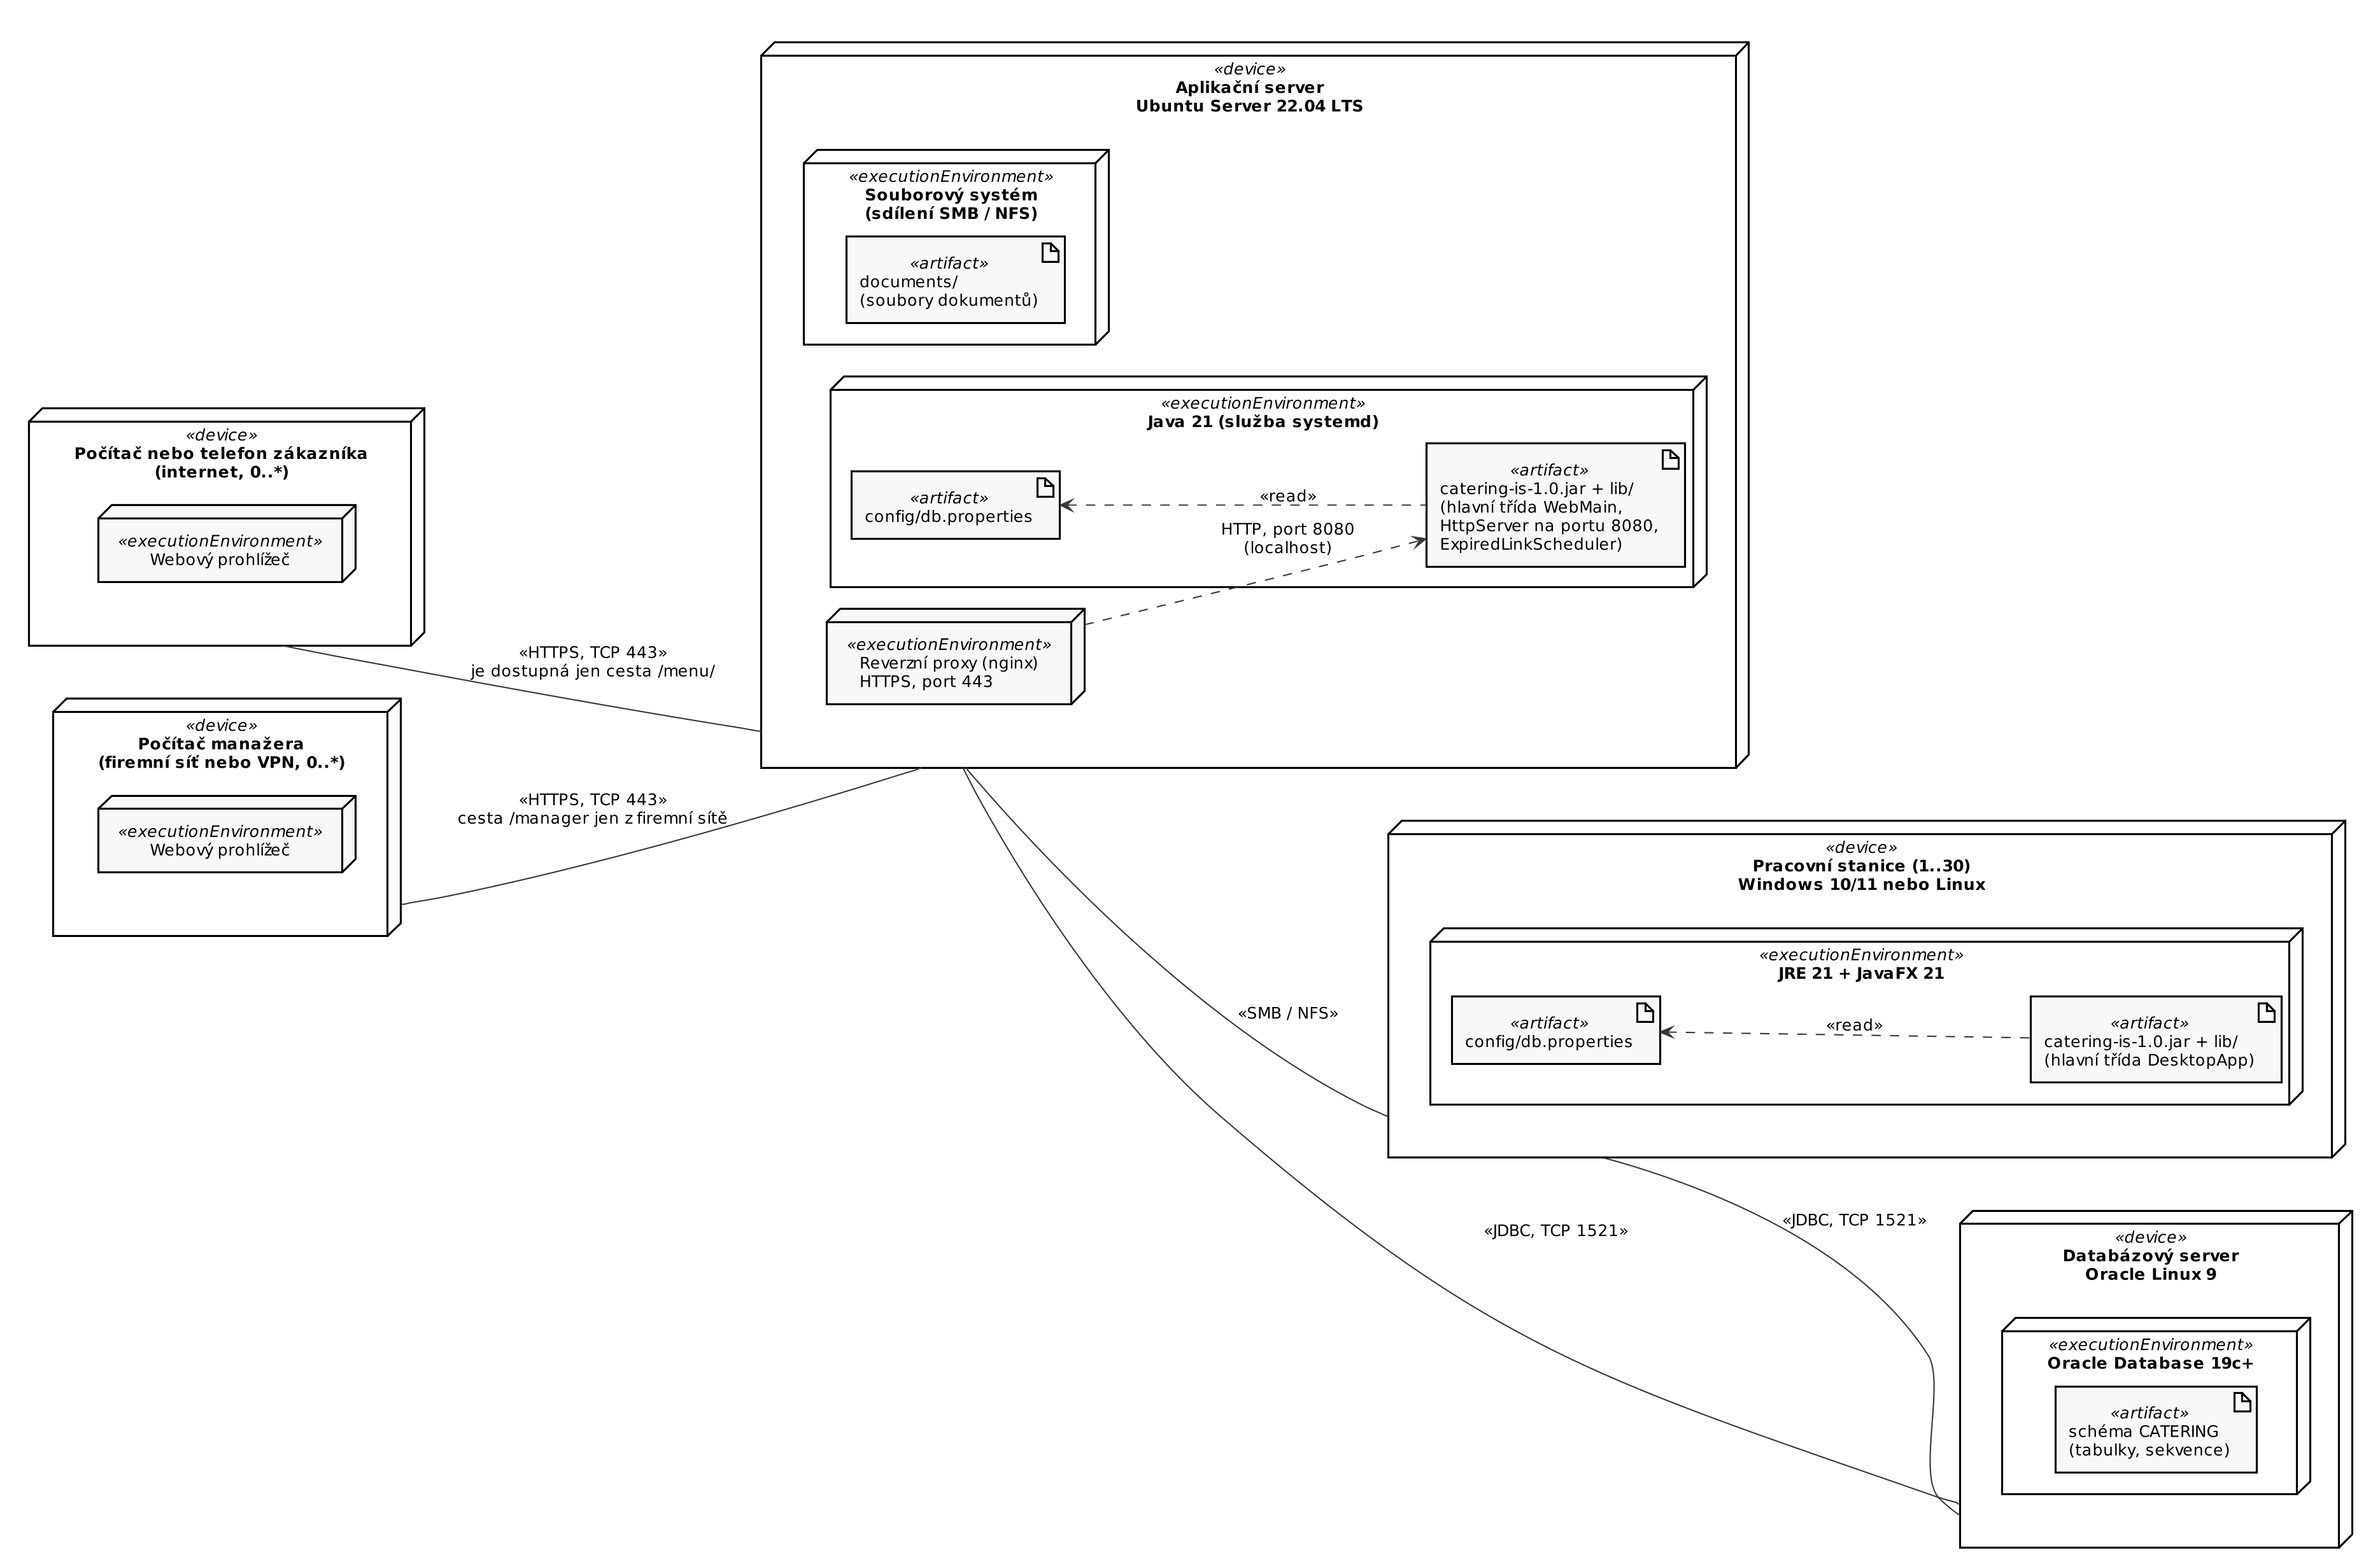 «device»
Aplikační server
Ubuntu Server 22.04 LTS
«executionEnvironment»
Souborový systém
(sdílení SMB / NFS)
«artifact»
documents/
(soubory dokumentů)
«executionEnvironment»
Java 21 (služba systemd)
«artifact»
config/db.properties
«read»
«artifact»
catering-is-1.0.jar + lib/
(hlavní třída WebMain,
HttpServer na portu 8080,
ExpiredLinkScheduler)
HTTP, port 8080
(localhost)
«executionEnvironment»
Reverzní proxy (nginx)
HTTPS, port 443
«device»
Počítač nebo telefon zákazníka
(internet, 0..*)
«executionEnvironment»
Webový prohlížeč
«HTTPS, TCP 443»
je dostupná jen cesta /menu/
«device»
Počítač manažera
(firemní síť nebo VPN, 0..*)
«executionEnvironment»
Webový prohlížeč
«HTTPS, TCP 443»
cesta /manager jen z firemní sítě
«device»
Pracovní stanice (1..30)
Windows 10/11 nebo Linux
«executionEnvironment»
JRE 21 + JavaFX 21
«artifact»
config/db.properties
«read»
«artifact»
catering-is-1.0.jar + lib/
(hlavní třída DesktopApp)
«SMB / NFS»
«JDBC, TCP 1521»
«JDBC, TCP 1521»
«device»
Databázový server
Oracle Linux 9
«executionEnvironment»
Oracle Database 19c+
«artifact»
schéma CATERING
(tabulky, sekvence)